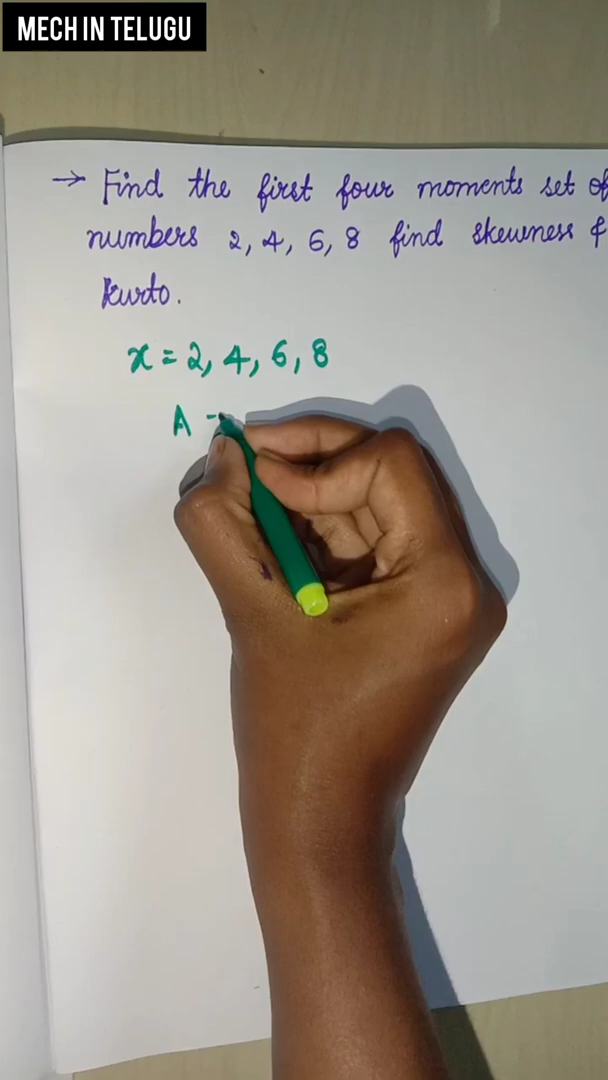 MECH IN TELUGU
→ Find the first four moments set of
numbers 2, 4, 6, 8 find skewness &
kurto.
x = 2, 4, 6, 8
A